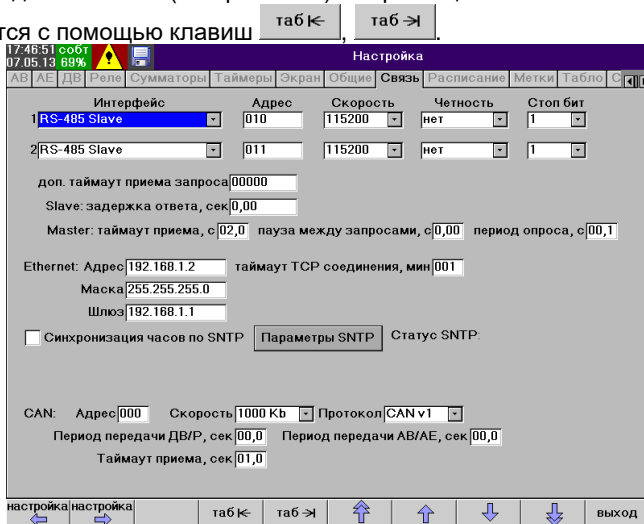 тся с помощью клавиш таб, таб.
17:46:51 собт
07.05.13 69%
Настройка
АВ АЕ ДВ Реле Сумматоры Таймеры Экран Общие Связь Расписание Метки Табло С
Интерфейс Адрес Скорость Четность Стоп бит
1 RS-485 Slave 010 115200 нет 1
2 RS-485 Slave 011 115200 нет 1
доп. таймаут приема запроса 00000
Slave: задержка ответа, сек 0,00
Master: таймаут приема, с 02,0 пауза между запросами, с 0,00 период опроса, с 00,1
Ethernet: Адрес 192.168.1.2 таймаут TCP соединения, мин 001
Маска 255.255.255.0
Шлюз 192.168.1.1
Синхронизация часов по SNTP Параметры SNTP Статус SNTP:
CAN: Адрес 000 Скорость 1000 Kb Протокол CAN v1
Период передачи ДВ/Р, сек 00,0 Период передачи АВ/АЕ, сек 00,0
Таймаут приема, сек 01,0
настройка настройка таб таб выход